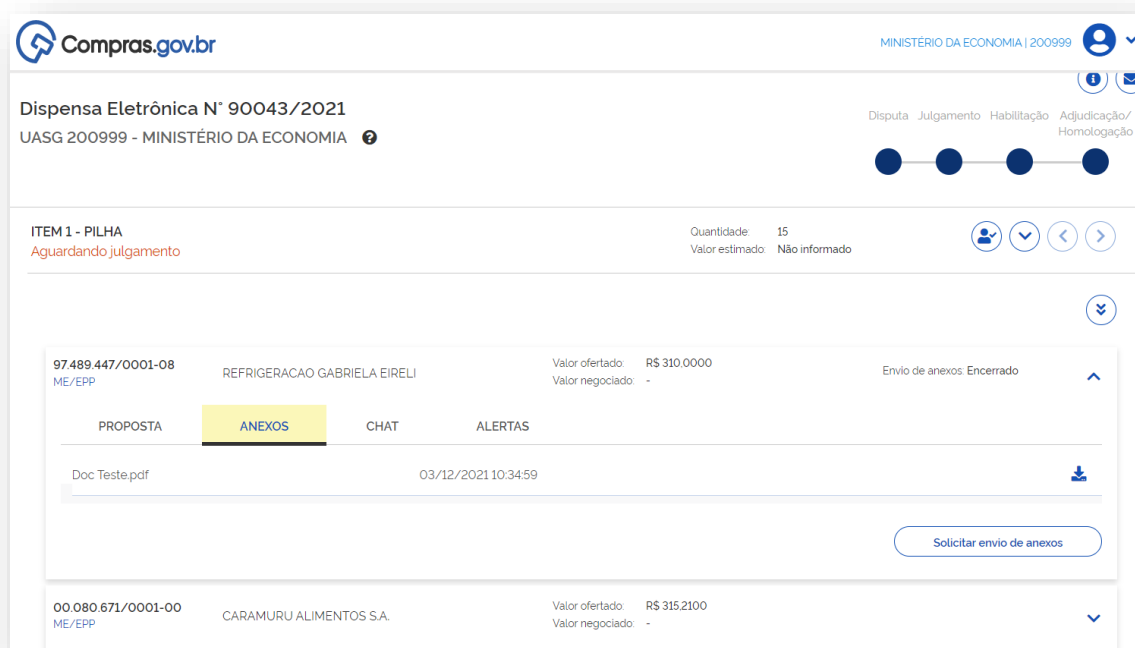 Compras.gov.br
MINISTÉRIO DA ECONOMIA | 200999
Dispensa Eletrônica N° 90043/2021
UASG 200999 - MINISTÉRIO DA ECONOMIA
Disputa Julgamento Habilitação Adjudicação/
Homologação
ITEM 1 - PILHA
Aguardando julgamento
Quantidade: 15
Valor estimado: Não informado
97.489.447/0001-08
ME/EPP
REFRIGERACAO GABRIELA EIRELI
Valor ofertado: R$ 310,0000
Valor negociado: -
Envio de anexos: Encerrado
PROPOSTA ANEXOS CHAT ALERTAS
Doc Teste.pdf 03/12/2021 10:34:59
Solicitar envio de anexos
00.080.671/0001-00
ME/EPP
CARAMURU ALIMENTOS S.A.
Valor ofertado: R$ 315,2100
Valor negociado: -